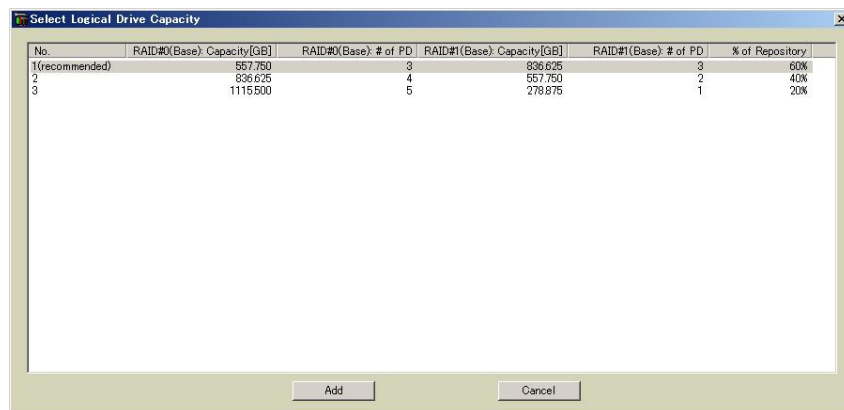 Select Logical Drive Capacity
No. RAID#0(Base): Capacity[GB] RAID#0(Base): # of PD RAID#1(Base): Capacity[GB] RAID#1(Base): # of PD % of Repository
1(recommended) 557.750 3 836.625 3 60%
2 836.625 4 557.750 2 40%
3 1115.500 5 278.875 1 20%
Add Cancel